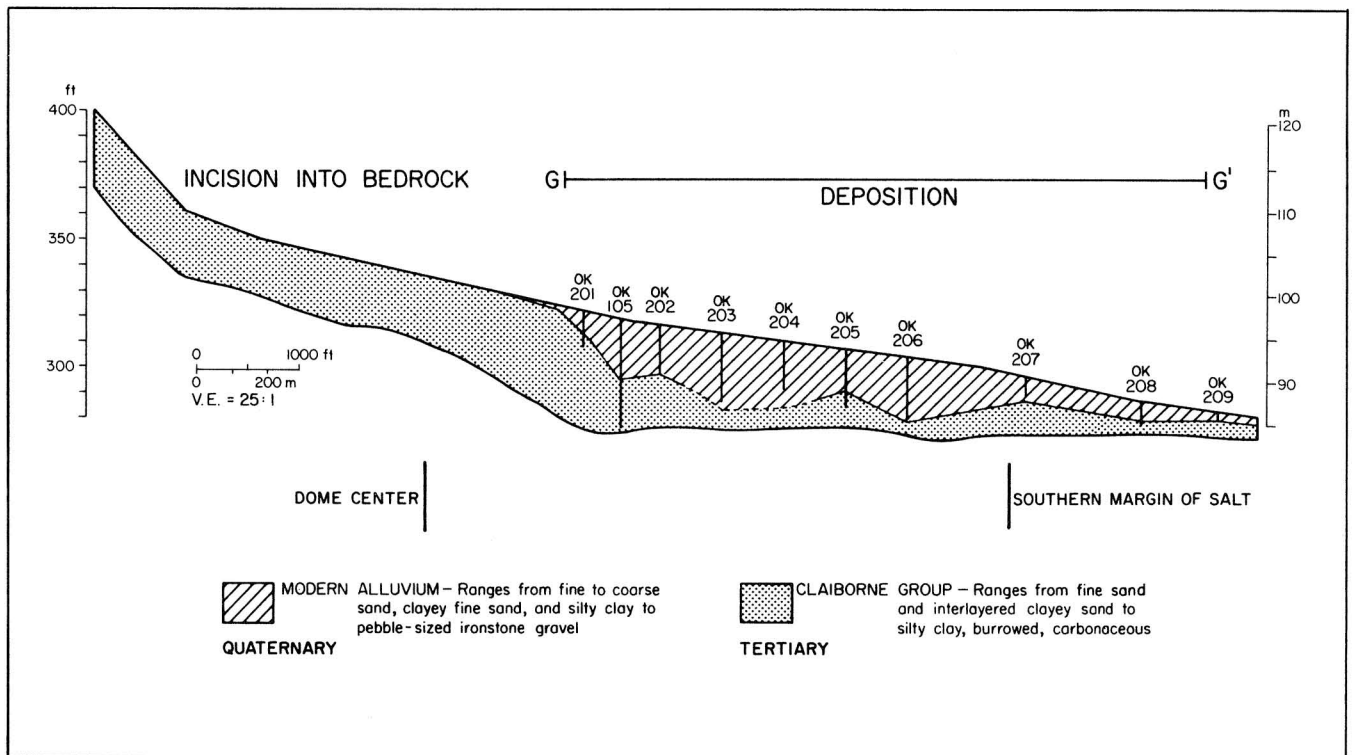 ft
400
350
300
m
120
110
100
90
INCISION INTO BEDROCK
G
G'
DEPOSITION
OK
201
OK
105
OK
202
OK
203
OK
204
OK
205
OK
206
OK
207
OK
208
OK
209
0 1000 ft
0 200 m
V.E. = 25:1
DOME CENTER
SOUTHERN MARGIN OF SALT
MODERN ALLUVIUM – Ranges from fine to coarse
sand, clayey fine sand, and silty clay to
pebble-sized ironstone gravel
QUATERNARY
CLAIBORNE GROUP – Ranges from fine sand
and interlayered clayey sand to
silty clay, burrowed, carbonaceous
TERTIARY